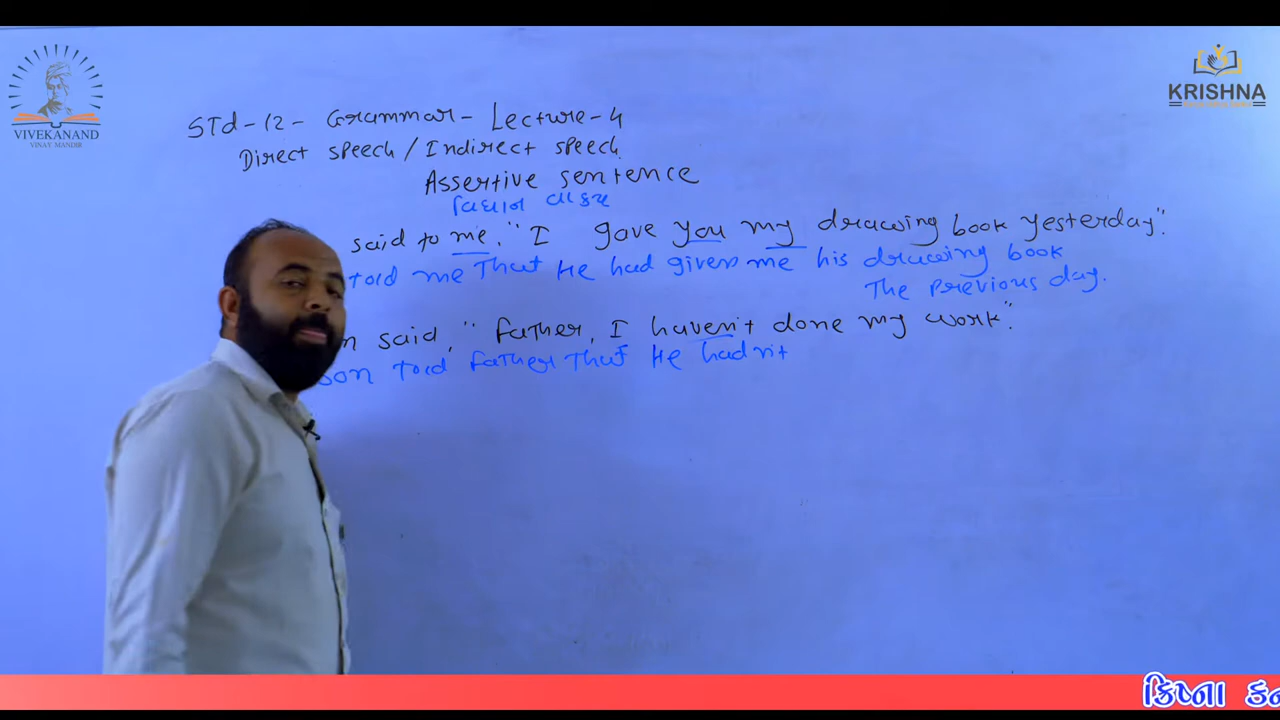 VIVEKANAND
VINAY MANDIR
KRISHNA
STd-12- Grammar- Lecture-4
Direct speech / Indirect speech
Assertive sentence
વિધાન વાક્ય
said to me, "I gave you my drawing book yesterday".
told me That He had given me his drawing book
The previous day.
n said, "Father, I haven't done my work".
son Told father That He hadn't
ક્રિષ્ના કન